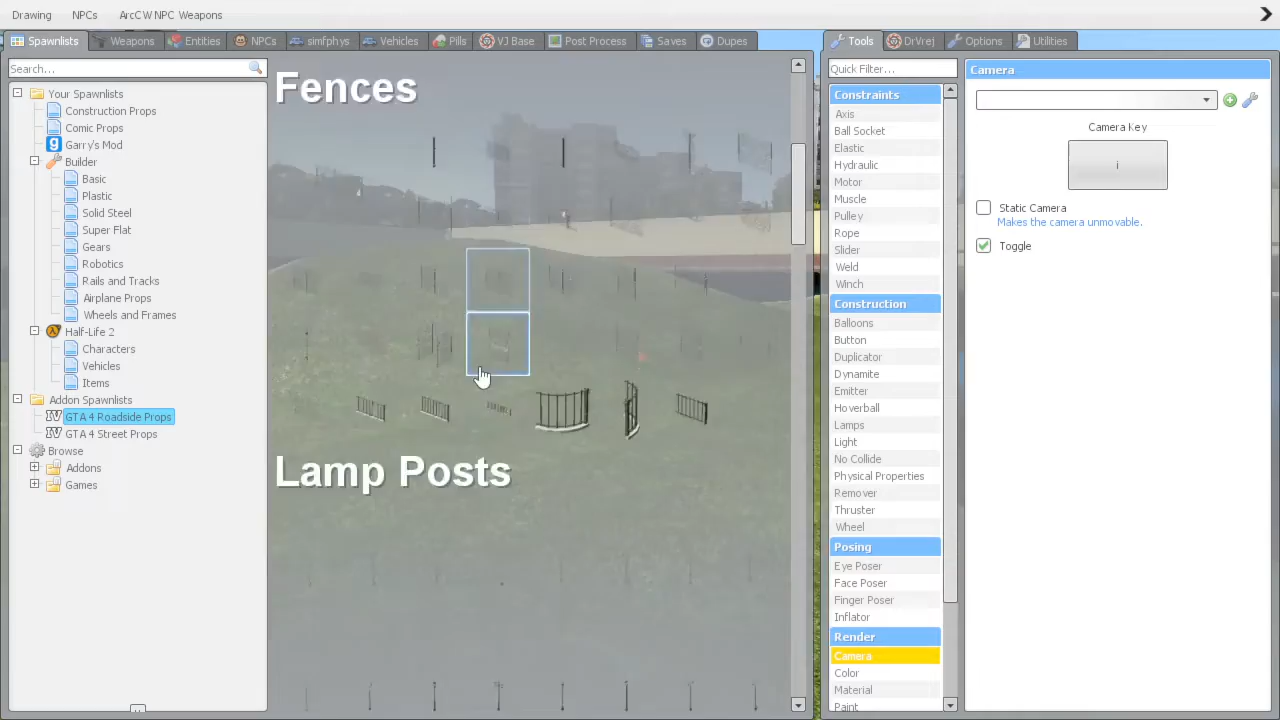 Drawing NPCs ArcCW NPC Weapons
Spawnlists Weapons Entities NPCs simfphys Vehicles Pills VJ Base Post Process Saves Dupes
Search...
Your Spawnlists
Construction Props
Comic Props
Garry's Mod
Builder
Basic
Plastic
Solid Steel
Super Flat
Gears
Robotics
Rails and Tracks
Airplane Props
Wheels and Frames
Half-Life 2
Characters
Vehicles
Items
Addon Spawnlists
GTA 4 Roadside Props
GTA 4 Street Props
Browse
Addons
Games
Fences
Lamp Posts
Tools DrVrej Options Utilities
Quick Filter...
Constraints
Axis
Ball Socket
Elastic
Hydraulic
Motor
Muscle
Pulley
Rope
Slider
Weld
Winch
Construction
Balloons
Button
Duplicator
Dynamite
Emitter
Hoverball
Lamps
Light
No Collide
Physical Properties
Remover
Thruster
Wheel
Posing
Eye Poser
Face Poser
Finger Poser
Inflator
Render
Camera
Color
Material
Paint
Camera
Camera Key
i
Static Camera
Makes the camera unmovable.
Toggle